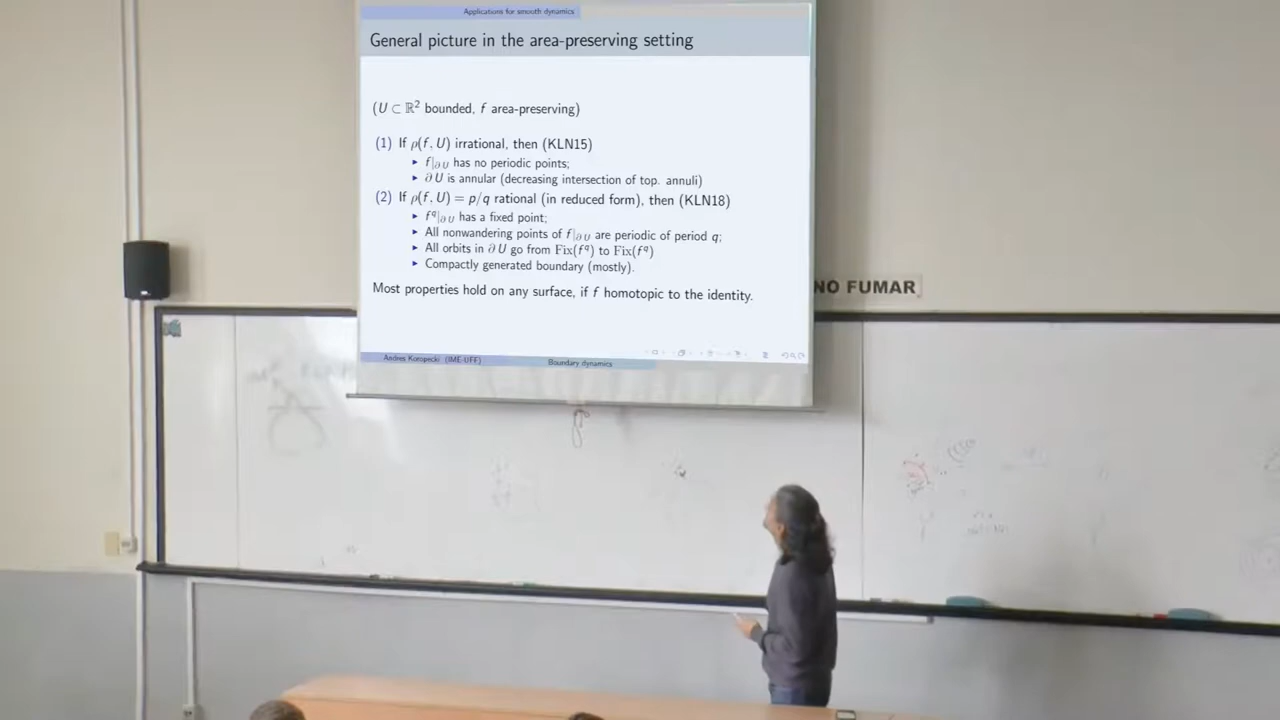 Applications for smooth dynamics
General picture in the area-preserving setting
(U ⊂ ℝ² bounded, f area-preserving)
(1) If ρ(f, U) irrational, then (KLN15)
▸ f|∂U has no periodic points;
▸ ∂U is annular (decreasing intersection of top. annuli)
(2) If ρ(f, U) = p/q rational (in reduced form), then (KLN18)
▸ f^q|∂U has a fixed point;
▸ All nonwandering points of f|∂U are periodic of period q;
▸ All orbits in ∂U go from Fix(f^q) to Fix(f^q)
▸ Compactly generated boundary (mostly).
Most properties hold on any surface, if f homotopic to the identity.
Andres Koropecki (IME-UFF) Boundary dynamics
NO FUMAR